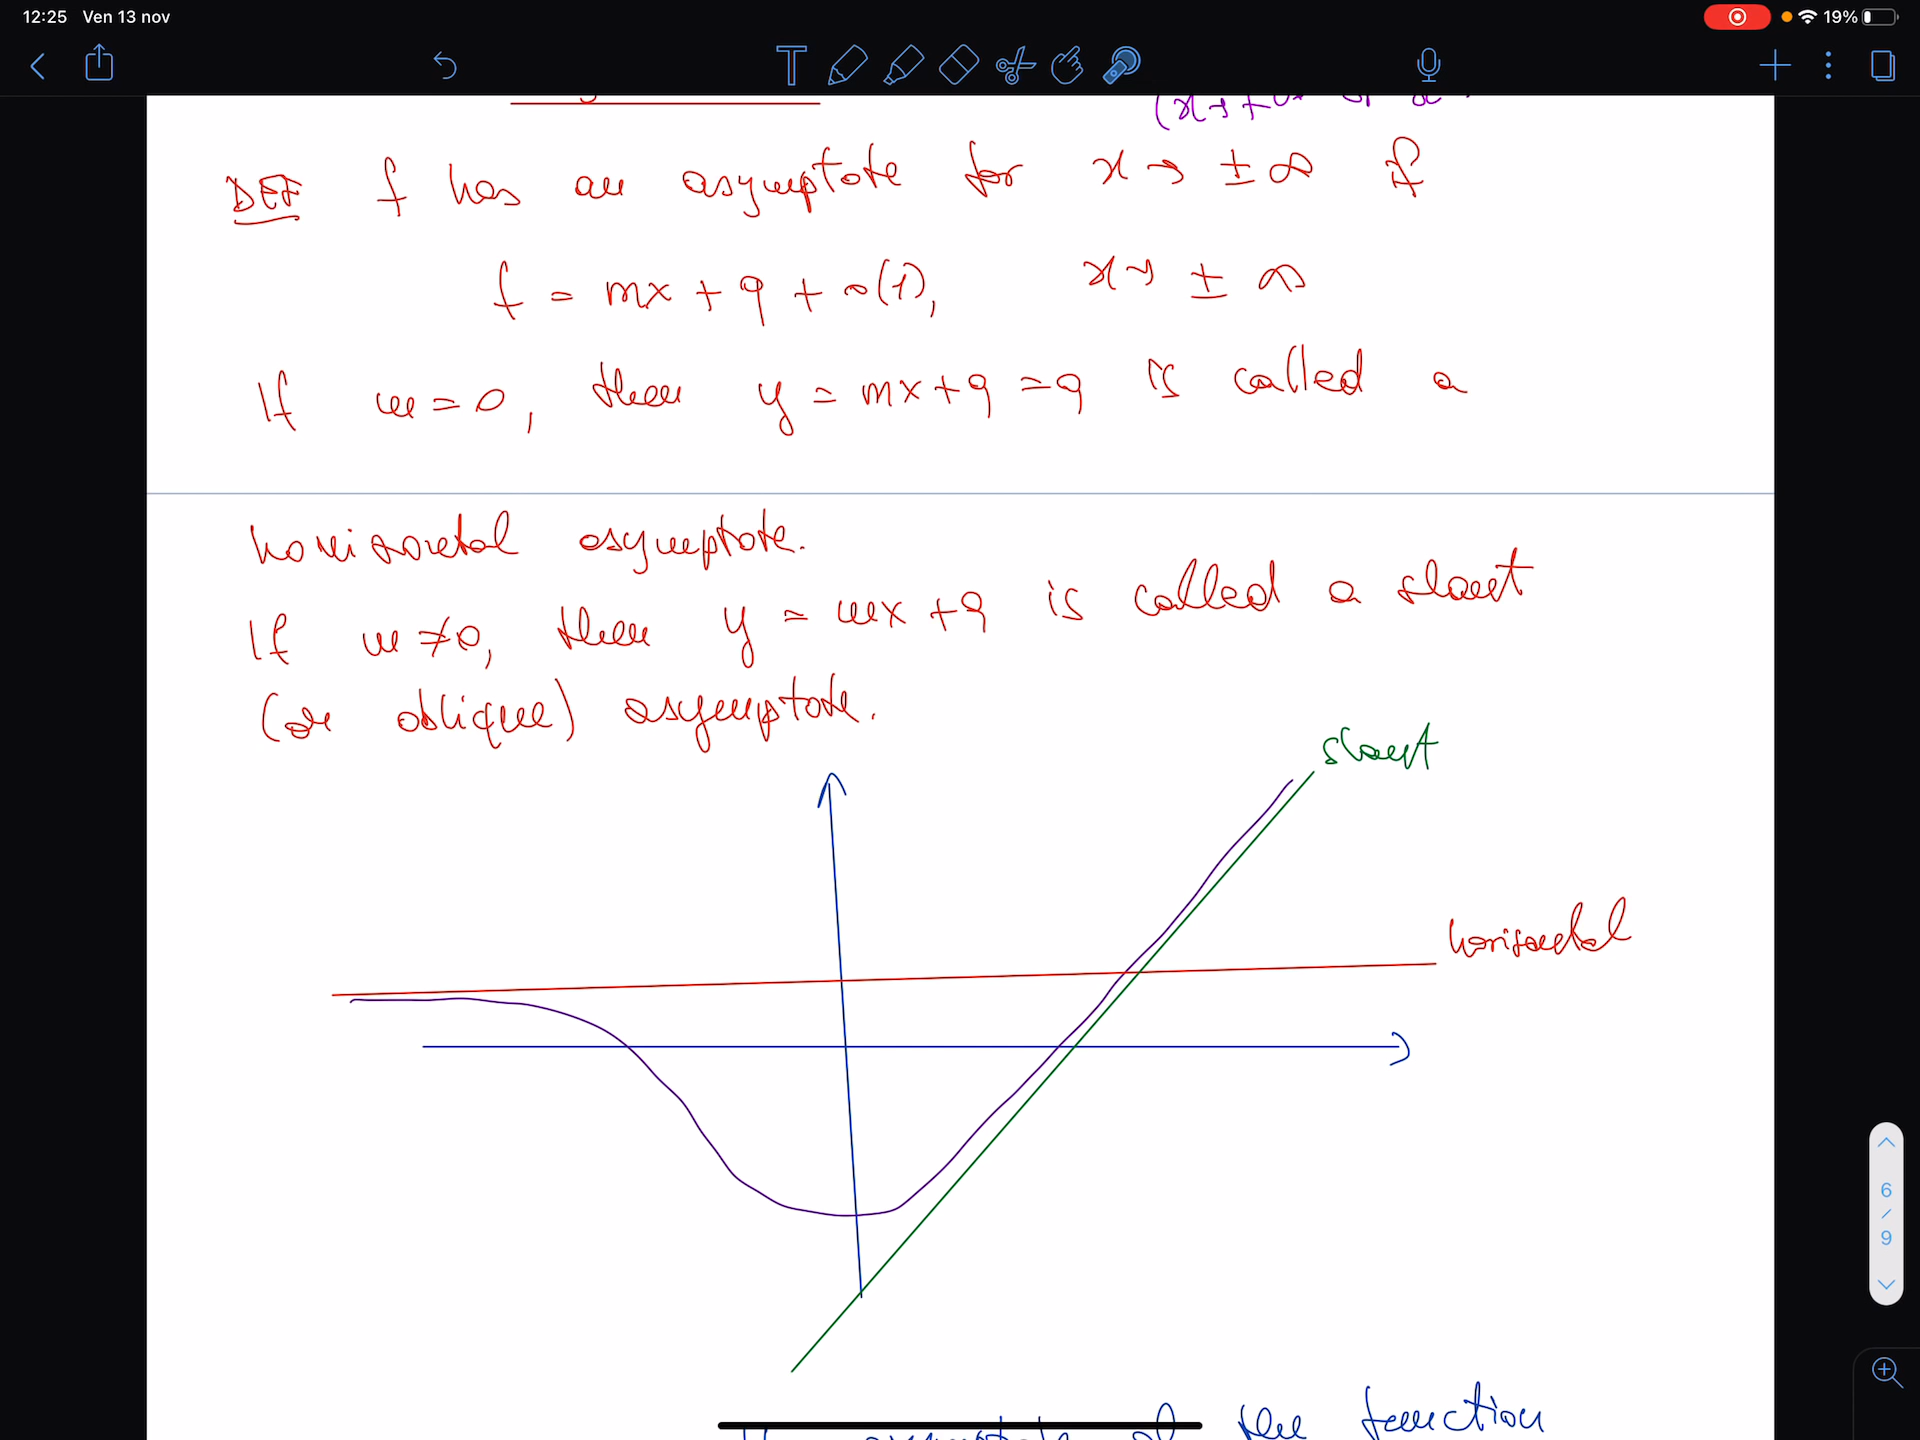 12:25 Ven 13 nov
19%
(x→+∞
DEF f has an asymptote for x → ± ∞ if
f = mx + q + o(1), x → ± ∞
If m=0, then y = mx+q =q is called a
horizontal asymptote.
If m≠0, then y = mx+q is called a slant
(or oblique) asymptote.
slant
horizontal
6
/
9
of the function